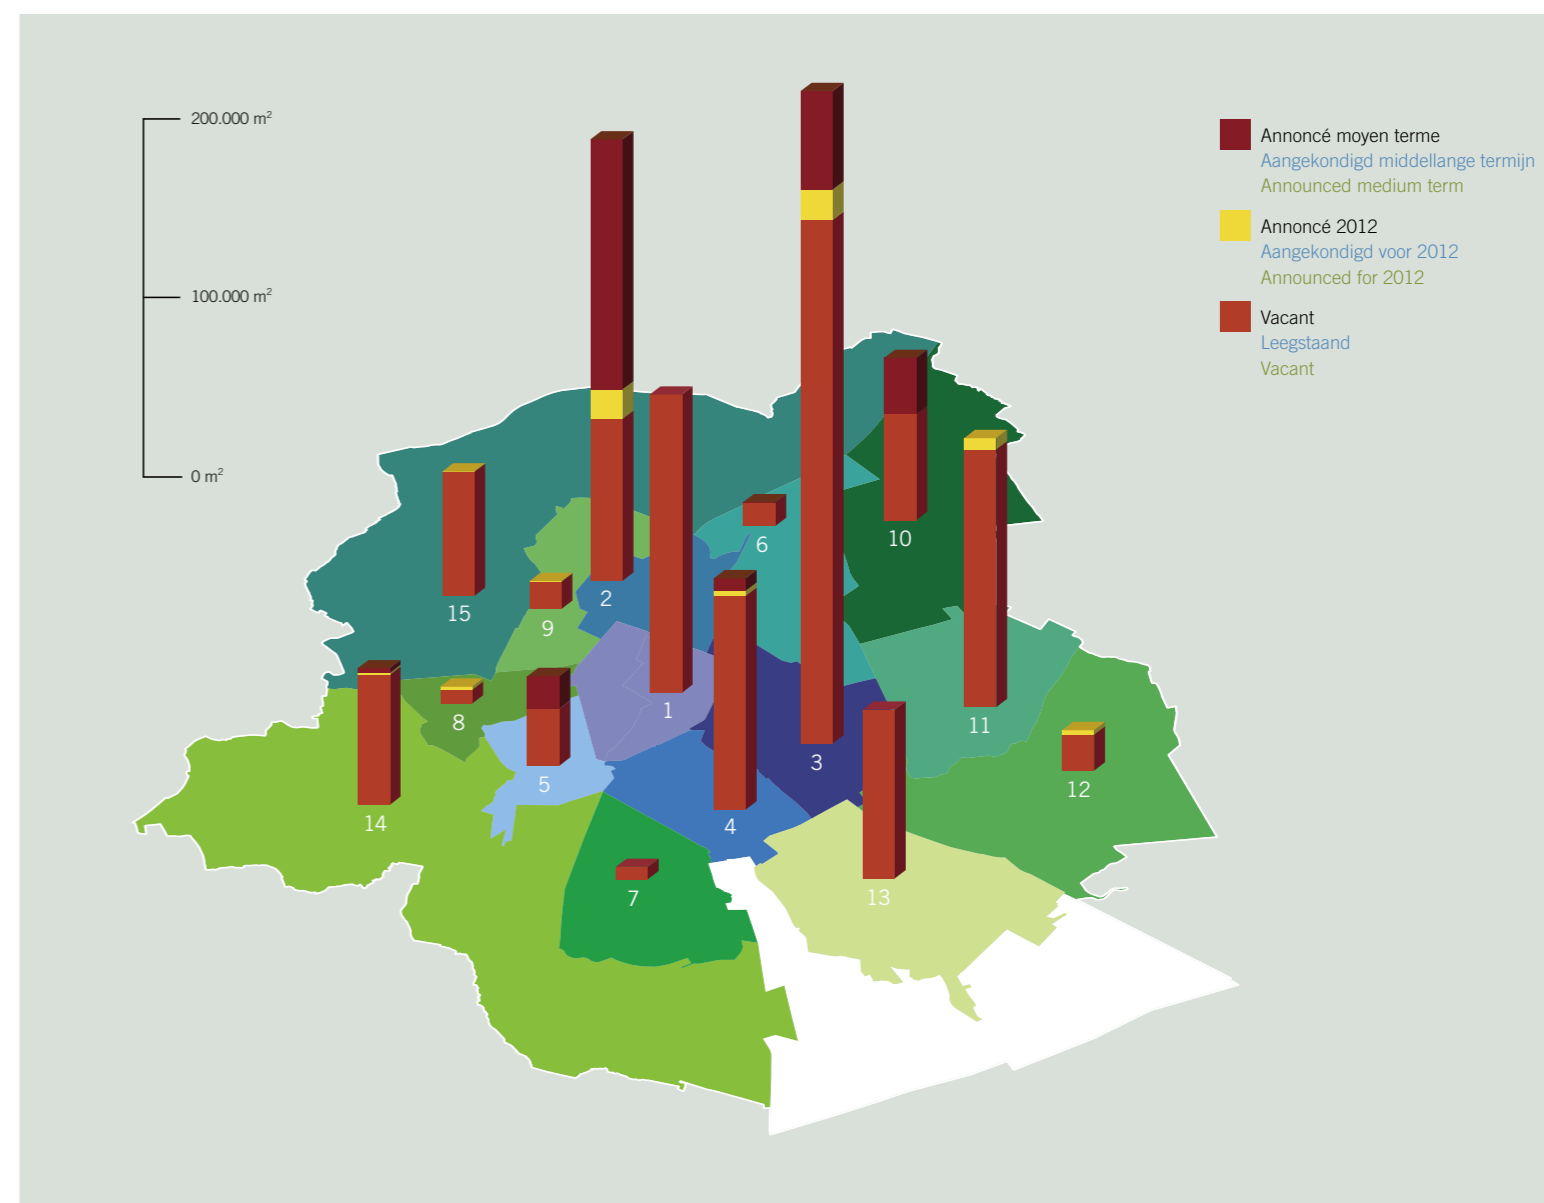 200.000 m²
100.000 m²
0 m²
Annoncé moyen terme
Aangekondigd middellange termijn
Announced medium term
Annoncé 2012
Aangekondigd voor 2012
Announced for 2012
Vacant
Leegstaand
Vacant
10
6
2
15
9
1
8
11
3
5
12
14
4
7
13